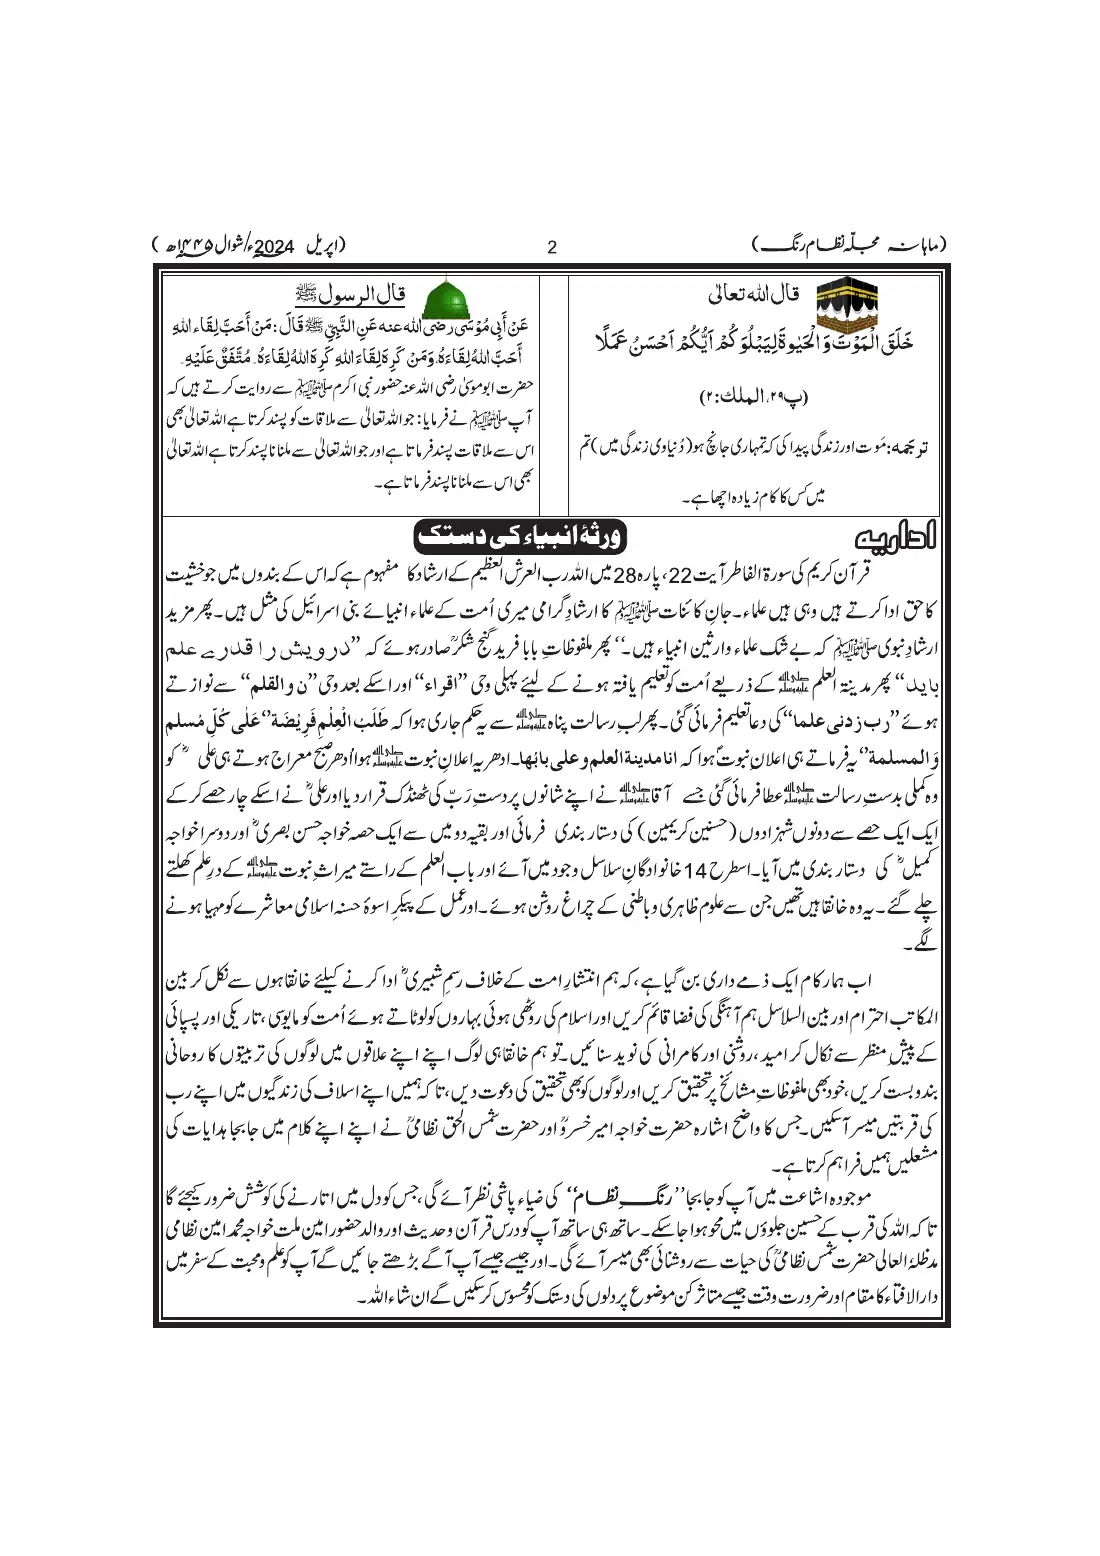 (ماہانہ مجلّہ نظام رنگ)
2
(اپریل 2024ء/شوال ۱۴۴۵ھ)
قال اللہ تعالیٰ
خَلَقَ الْمَوْتَ وَالْحَیٰوةَ لِیَبْلُوَكُمْ اَیُّكُمْ اَحْسَنُ عَمَلًا
(پ۲۹، الملك:۲)
ترجَمہ: مَوت اور زندگی پیدا کی کہ تمہاری جانچ ہو (دُنیاوی زندگی میں) تم
میں کس کا کام زیادہ اچھا ہے۔
قال الرسول ﷺ
عَنْ أَبِي مُوْسَى رضى اللہ عنہ عَنِ النَّبِيِّ ﷺ قَالَ: مَنْ أَحَبَّ لِقَاءَ اللهِ
أَحَبَّ اللهُ لِقَاءَهُ، وَمَنْ كَرِهَ لِقَاءَ اللهِ كَرِهَ اللهُ لِقَاءَهُ. مُتَّفَقٌ عَلَيْهِ.
حضرت ابوموسیٰ رضی اللہ عنہ حضور نبی اکرم ﷺ سے روایت کرتے ہیں کہ
آپ ﷺ نے فرمایا: جو اللہ تعالیٰ سے ملاقات کو پسند کرتا ہے اللہ تعالیٰ بھی
اس سے ملاقات پسند فرماتا ہے اور جو اللہ تعالیٰ سے ملنا ناپسند کرتا ہے اللہ تعالیٰ
بھی اس سے ملنا ناپسند فرماتا ہے۔
اداریہ
ورثۂ انبیاء کی دستک
قرآن کریم کی سورۃ الفاطر آیت 22، پارہ 28 میں اللہ رب العرش العظیم کے ارشاد کا مفہوم ہے کہ اس کے بندوں میں جو خشیت
کا حق ادا کرتے ہیں وہی ہیں علماء۔ جانِ کائنات ﷺ کا ارشادِ گرامی میری اُمت کے علماء انبیائے بنی اسرائیل کی مثل ہیں۔ پھر مزید
ارشادِ نبوی ﷺ کہ بے شک علماء وارثین انبیاء ہیں۔‘‘ پھر ملفوظاتِ بابا فرید گنج شکرؒ صادر ہوئے کہ ’’درویش را قدرے علم
باید‘‘ پھر مدینۃ العلم ﷺ کے ذریعے اُمت کو تعلیم یافتہ ہونے کے لیئے پہلی وحی ’’اقراء‘‘ اور اسکے بعد وحی ’’ن والقلم‘‘ سے نوازتے
ہوئے ’’رب زدنی علما‘‘ کی دعا تعلیم فرمائی گئی۔ پھر لبِ رسالت پناہ ﷺ سے یہ حکم جاری ہوا کہ طَلَبُ الْعِلْمِ فَرِیْضَة‘‘ عَلٰی كُلِّ مُسلم
وَالمسلمة‘‘ یہ فرماتے ہی اعلانِ نبوت ہوا کہ انا مدینة العلم وعلی بابُها۔ ادھر یہ اعلانِ نبوت ﷺ ہوا اُدھر صبح معراج ہوتے ہی علیؓ کو
وہ کملی بدستِ رسالت ﷺ عطا فرمائی گئی جسے آقا ﷺ نے اپنے شانوں پر دستِ رَبّ کی ٹھنڈک قرار دیا اور علیؓ نے اسکے چار حصے کر کے
ایک ایک حصے سے دونوں شہزادوں (حسنین کریمین) کی دستار بندی فرمائی اور بقیہ دو میں سے ایک حصہ خواجہ حسن بصریؓ اور دوسرا خواجہ
کمیلؓ کی دستار بندی میں آیا۔ اسطرح 14 خانوادگانِ سلاسل وجود میں آئے اور باب العلم کے راستے میراثِ نبوت ﷺ کے درِ علم کھلتے
چلے گئے۔ یہ وہ خانقاہیں تھیں جن سے علوم ظاہری و باطنی کے چراغ روشن ہوئے۔ اور عمل کے پیکرِ اسوۂ حسنہ اسلامی معاشرے کو مہیا ہونے
لگے۔
اب ہمارا کام ایک ذمے داری بن گیا ہے، کہ ہم انتشارِ امت کے خلاف رسمِ شبیریؓ ادا کرنے کیلئے خانقاہوں سے نکل کر بین
المکاتب احترام اور بین السلاسل ہم آہنگی کی فضا قائم کریں اور اسلام کی روٹھی ہوئی بہاروں کو لوٹاتے ہوئے اُمت کو مایوسی، تاریکی اور پسپائی
کے پیشِ منظر سے نکال کر امید، روشنی اور کامرانی کی نوید سنائیں۔ تو ہم خانقاہی لوگ اپنے اپنے علاقوں میں لوگوں کی تربیتوں کا روحانی
بندوبست کریں، خود بھی ملفوظاتِ مشائخ پر تحقیق کریں اور لوگوں کو بھی تحقیق کی دعوت دیں، تاکہ ہمیں اپنے اسلاف کی زندگیوں میں اپنے رب
کی قربتیں میسر آسکیں۔ جس کا واضح اشارہ حضرت خواجہ امیر خسروؒ اور حضرت شمس الحق نظامیؒ نے اپنے اپنے کلام میں جابجا ہدایات کی
مشعلیں ہمیں فراہم کرتا ہے۔
موجودہ اشاعت میں آپ کو جابجا ’’رنگِ نظام‘‘ کی ضیاء پاشی نظر آئے گی، جس کو دل میں اتارنے کی کوشش ضرور کیجئے گا
تاکہ اللہ کی قرب کے حسین جلوؤں میں محو ہوا جا سکے۔ ساتھ ہی ساتھ آپ کو درس قرآن و حدیث اور والد حضور امین ملت خواجہ محمد امین نظامی
مدظلہٗ العالی حضرت شمس نظامیؒ کی حیات سے روشنائی بھی میسر آئے گی۔ اور جیسے جیسے آپ آگے بڑھتے جائیں گے آپ کو علم ومحبت کے سفر میں
دارالافتاء کا مقام اور ضرورت وقت جیسے متاثر کن موضوع پر دلوں کی دستک کو محسوس کرسکیں گے ان شاء اللہ۔